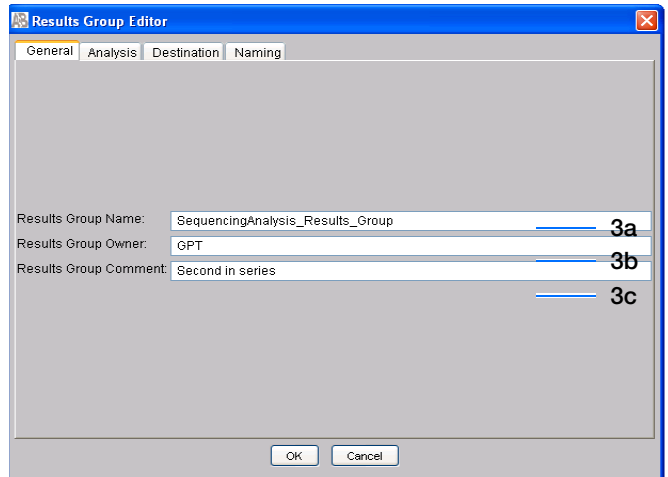 AB Results Group Editor
General Analysis Destination Naming
Results Group Name: SequencingAnalysis_Results_Group
3a
Results Group Owner: GPT
3b
Results Group Comment: Second in series
3c
OK Cancel